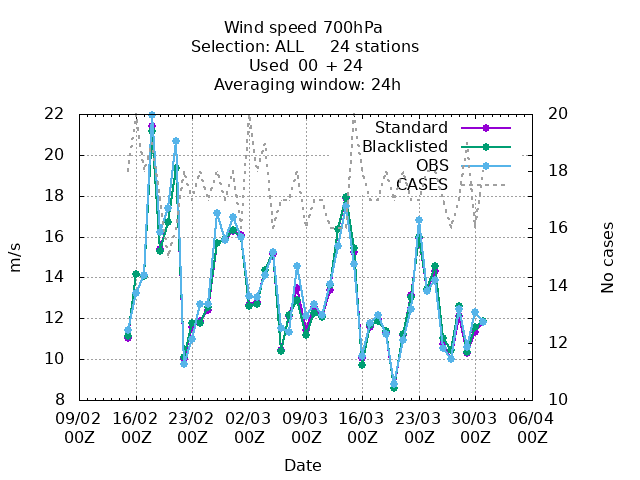 Wind speed 700hPa
Selection: ALL 24 stations
Used 00 + 24
Averaging window: 24h
22
20
18
16
14
12
10
8
m/s
20
18
16
14
12
10
No cases
Standard
Blacklisted
OBS
CASES
09/02 16/02 23/02 02/03 09/03 16/03 23/03 30/03 06/04
00Z 00Z 00Z 00Z 00Z 00Z 00Z 00Z 00Z
Date